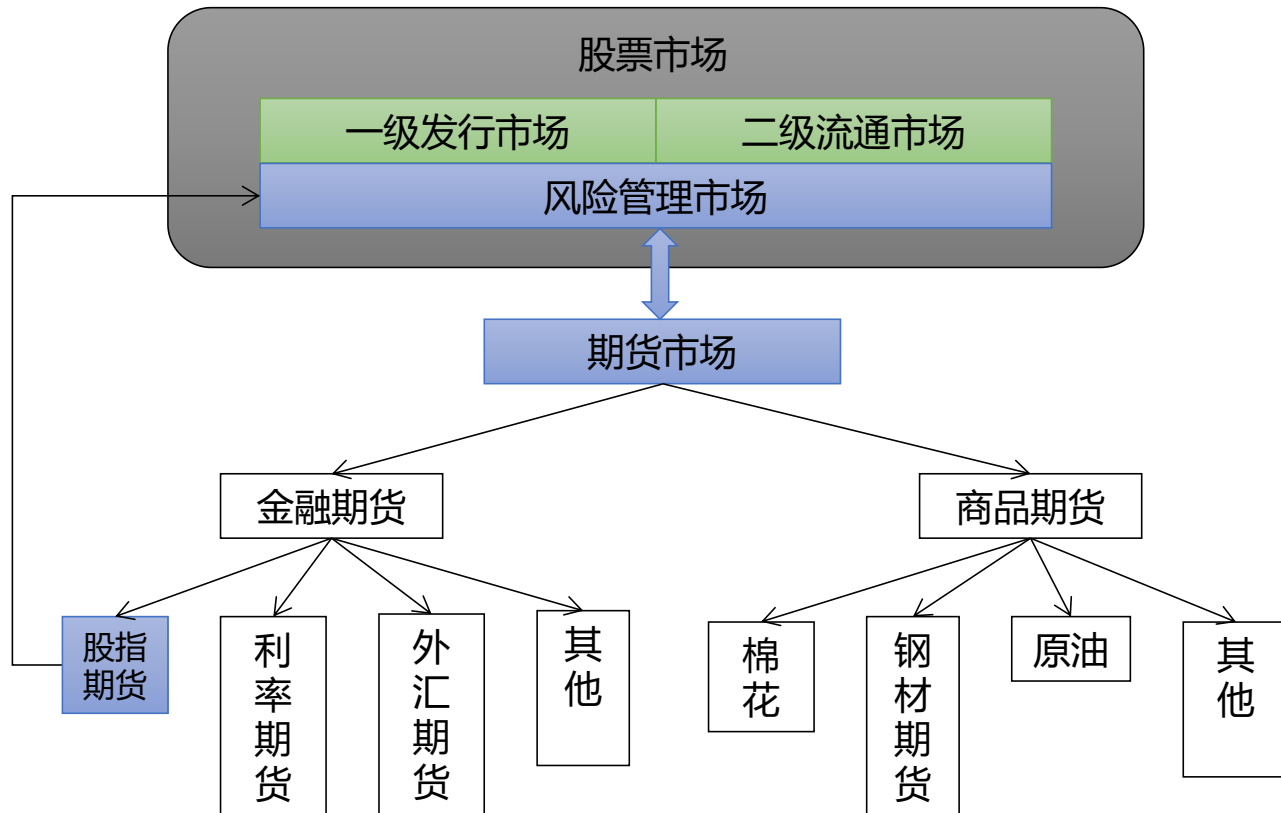 股票市场
一级发行市场
二级流通市场
风险管理市场
期货市场
金融期货
商品期货
股指
期货
利
率
期
货
外
汇
期
货
其
他
棉
花
钢
材
期
货
原油
其
他